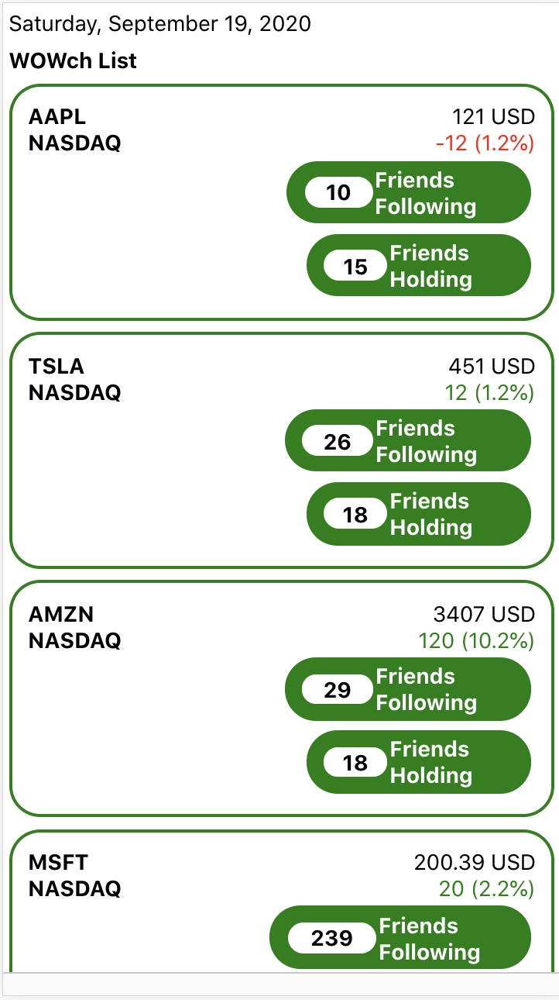 Saturday, September 19, 2020
WOWch List
AAPL 121 USD
NASDAQ -12 (1.2%)
10 Friends
Following
15 Friends
Holding
TSLA 451 USD
NASDAQ 12 (1.2%)
26 Friends
Following
18 Friends
Holding
AMZN 3407 USD
NASDAQ 120 (10.2%)
29 Friends
Following
18 Friends
Holding
MSFT 200.39 USD
NASDAQ 20 (2.2%)
239 Friends
Following